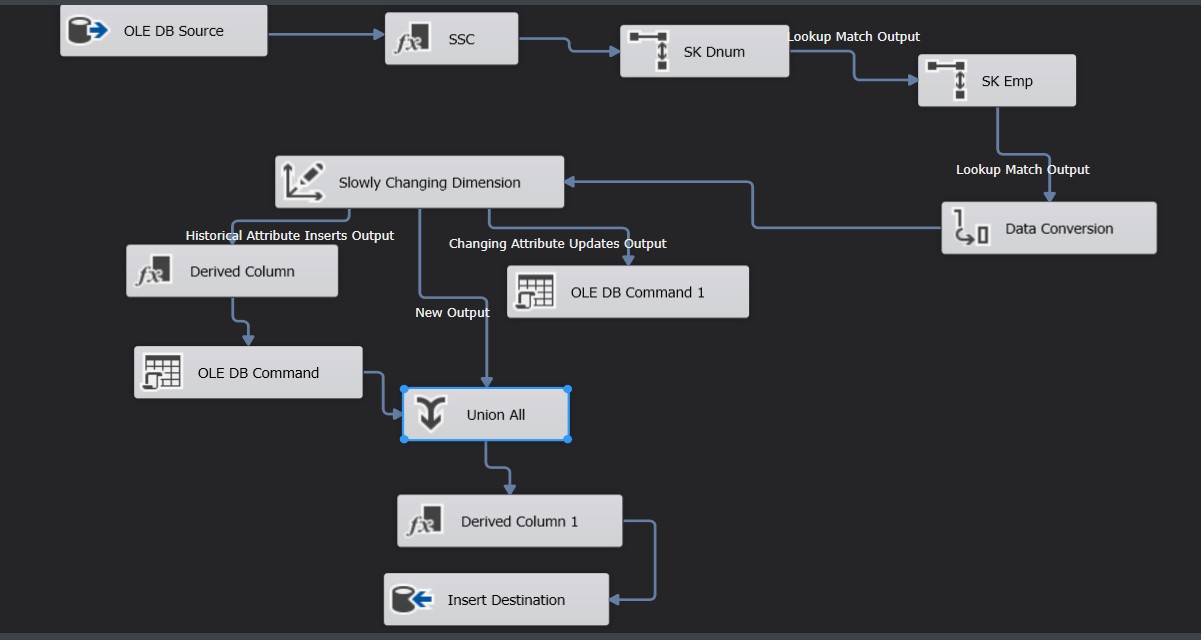 OLE DB Source
SSC
SK Dnum
Lookup Match Output
SK Emp
Lookup Match Output
Data Conversion
Slowly Changing Dimension
Historical Attribute Inserts Output
Changing Attribute Updates Output
Derived Column
OLE DB Command 1
New Output
OLE DB Command
Union All
Derived Column 1
Insert Destination